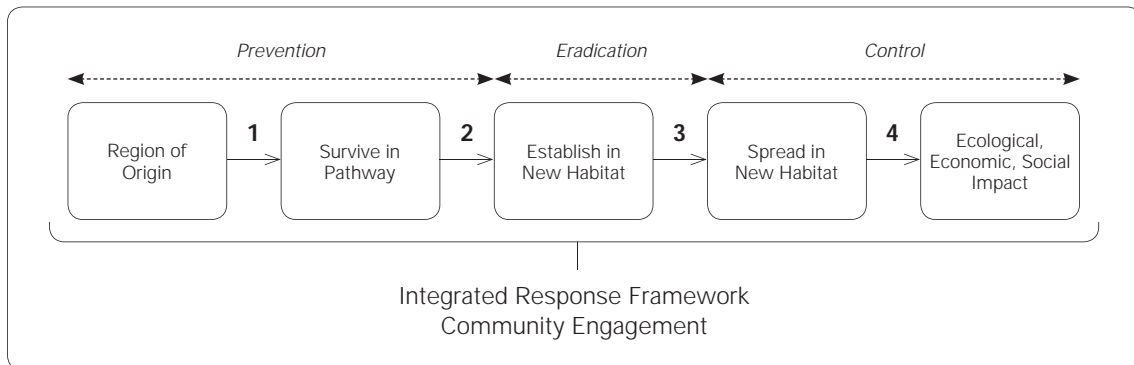 Prevention
Eradication
Control
Region of
Origin
1
Survive in
Pathway
2
Establish in
New Habitat
3
Spread in
New Habitat
4
Ecological,
Economic, Social
Impact
Integrated Response Framework
Community Engagement